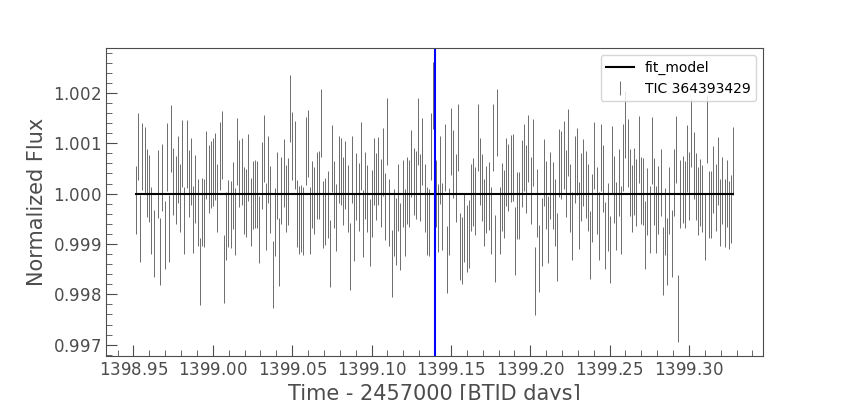 fit_model
TIC 364393429
1.002
1.001
1.000
0.999
0.998
0.997
Normalized Flux
1398.95 1399.00 1399.05 1399.10 1399.15 1399.20 1399.25 1399.30
Time - 2457000 [BTJD days]